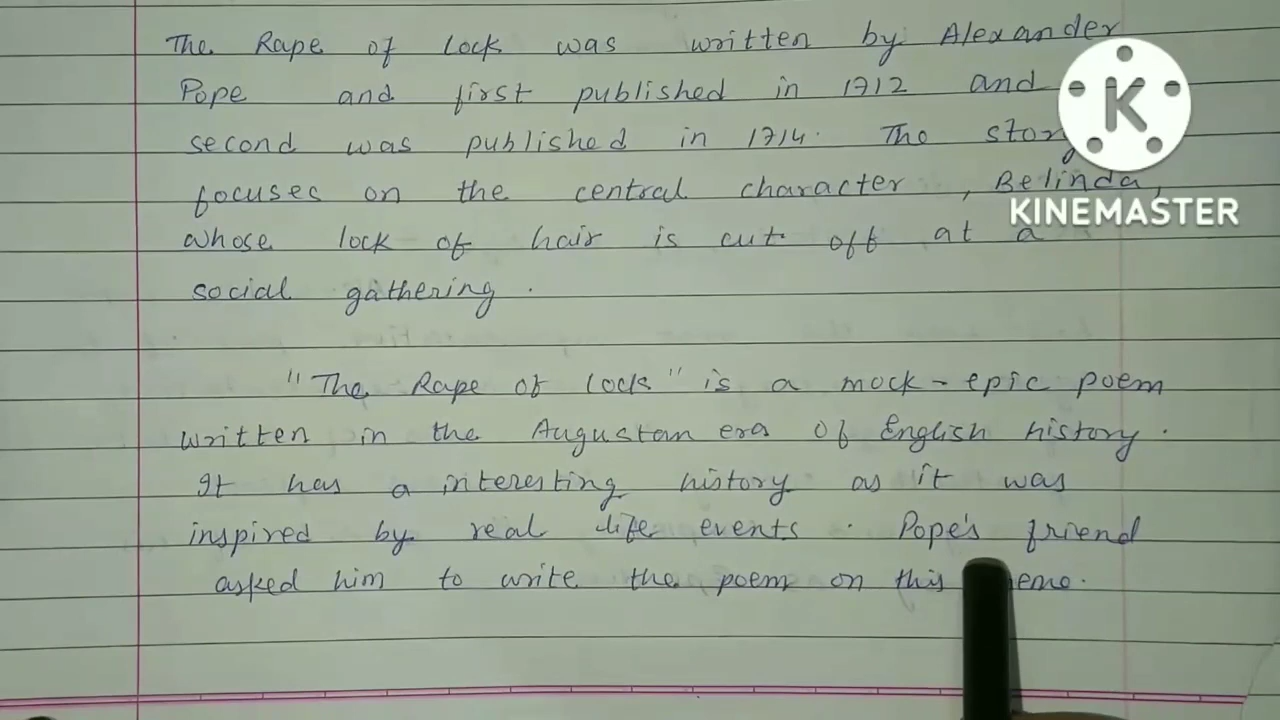 The Rape of lock was written by Alexander
Pope and first published in 1712 and
second was published in 1714. The story
focuses on the central character, Belinda,
whose lock of hair is cut off at a
social gathering.
"The Rape of lock" is a mock-epic poem
written in the Augustan era of English history.
It has a interesting history as it was
inspired by real life events. Pope's friend
asked him to write the poem on this
K
KINEMASTER